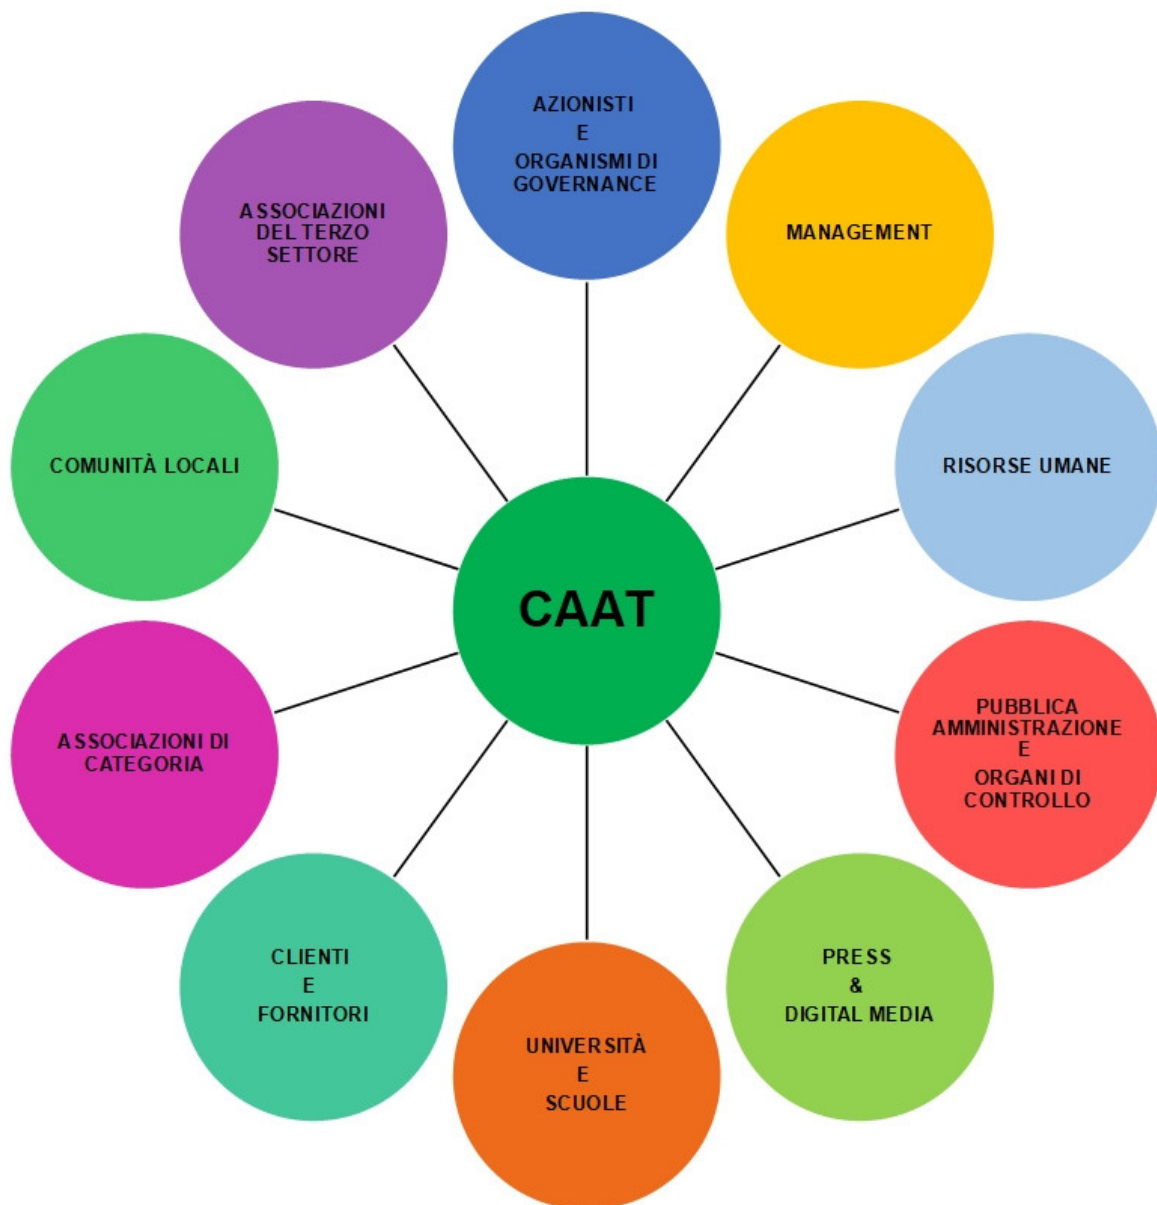 AZIONISTI
E
ORGANISMI DI
GOVERNANCE
MANAGEMENT
RISORSE UMANE
PUBBLICA
AMMINISTRAZIONE
E
ORGANI DI
CONTROLLO
PRESS
&
DIGITAL MEDIA
UNIVERSITÀ
E
SCUOLE
CLIENTI
E
FORNITORI
ASSOCIAZIONI DI
CATEGORIA
COMUNITÀ LOCALI
ASSOCIAZIONI
DEL TERZO
SETTORE
CAAT